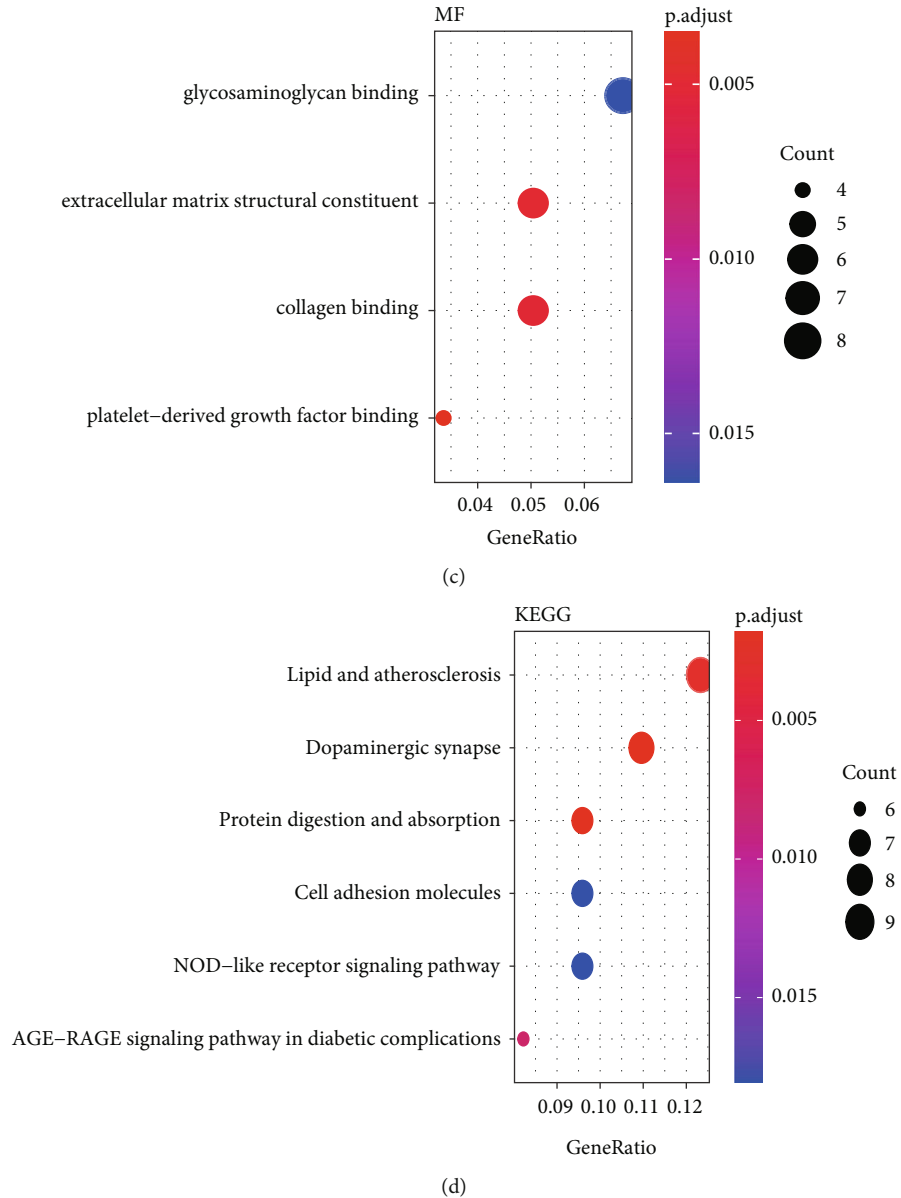 MF
p.adjust
glycosaminoglycan binding
extracellular matrix structural constituent
collagen binding
platelet−derived growth factor binding
0.04 0.05 0.06
GeneRatio
0.005
0.010
0.015
Count
4
5
6
7
8
(c)
KEGG
p.adjust
Lipid and atherosclerosis
Dopaminergic synapse
Protein digestion and absorption
Cell adhesion molecules
NOD−like receptor signaling pathway
AGE−RAGE signaling pathway in diabetic complications
0.09 0.10 0.11 0.12
GeneRatio
0.005
0.010
0.015
Count
6
7
8
9
(d)